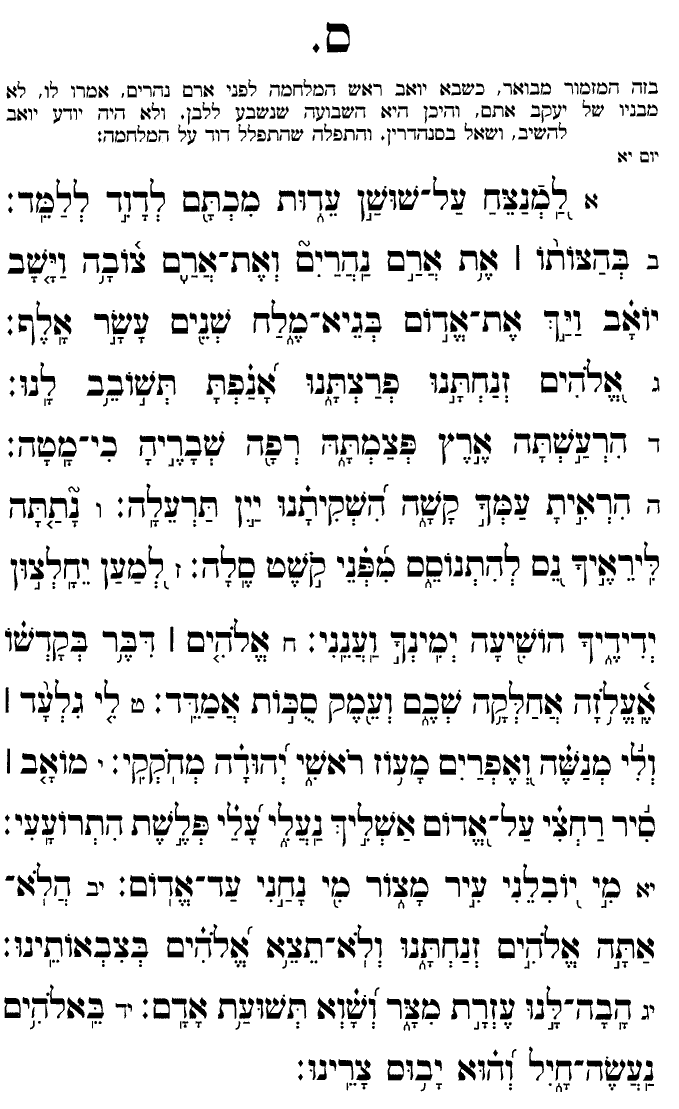 ס.
בזה המזמור מבואר, כשבא יואב ראש המלחמה לפני ארם נהרים, אמרו לו, לא
מבניו של יעקב אתם, והיכן היא השבועה שנשבע ללבן. ולא היה יודע יואב
להשיב, ושאל בסנהדרין. והתפלה שהתפלל דוד על המלחמה:
יום יא
א לַמְנַצֵּחַ עַל־שׁוּשַׁן עֵדוּת מִכְתָּם לְדָוִד לְלַמֵּד:
ב בְּהַצּוֹתוֹ | אֶת אֲרַם נַהֲרַיִם וְאֶת־אֲרַם צוֹבָה וַיָּשָׁב
יוֹאָב וַיַּךְ אֶת־אֱדוֹם בְּגֵיא־מֶלַח שְׁנֵים עָשָׂר אָלֶף:
ג אֱלֹהִים זְנַחְתָּנוּ פְרַצְתָּנוּ אָנַפְתָּ תְּשׁוֹבֵב לָנוּ:
ד הִרְעַשְׁתָּה אֶרֶץ פְּצַמְתָּהּ רְפָה שְׁבָרֶיהָ כִי־מָטָה:
ה הִרְאִיתָ עַמְּךָ קָשָׁה הִשְׁקִיתָנוּ יַיִן תַּרְעֵלָה: ו נָתַתָּה
לִּירֵאֶיךָ נֵּס לְהִתְנוֹסֵס מִפְּנֵי קֹשֶׁט סֶלָה: ז לְמַעַן יֵחָלְצוּן
יְדִידֶיךָ הוֹשִׁיעָה יְמִינְךָ וַעֲנֵנִי: ח אֱלֹהִים | דִּבֶּר בְּקָדְשׁוֹ
אֶעֱלֹזָה אֲחַלְּקָה שְׁכֶם וְעֵמֶק סֻכּוֹת אֲמַדֵּד: ט לִי גִלְעָד |
וְלִי מְנַשֶּׁה וְאֶפְרַיִם מָעוֹז רֹאשִׁי יְהוּדָה מְחֹקְקִי: י מוֹאָב |
סִיר רַחְצִי עַל־אֱדוֹם אַשְׁלִיךְ נַעֲלִי עָלַי פְּלֶשֶׁת הִתְרוֹעָעִי:
יא מִי יוֹבִלֵנִי עִיר מָצוֹר מִי נָחַנִי עַד־אֱדוֹם: יב הֲלֹא־
אַתָּה אֱלֹהִים זְנַחְתָּנוּ וְלֹא־תֵצֵא אֱלֹהִים בְּצִבְאוֹתֵינוּ:
יג הָבָה־לָּנוּ עֶזְרָת מִצָּר וְשָׁוְא תְּשׁוּעַת אָדָם: יד בֵּאלֹהִים
נַעֲשֶׂה־חָיִל וְהוּא יָבוּס צָרֵינוּ: